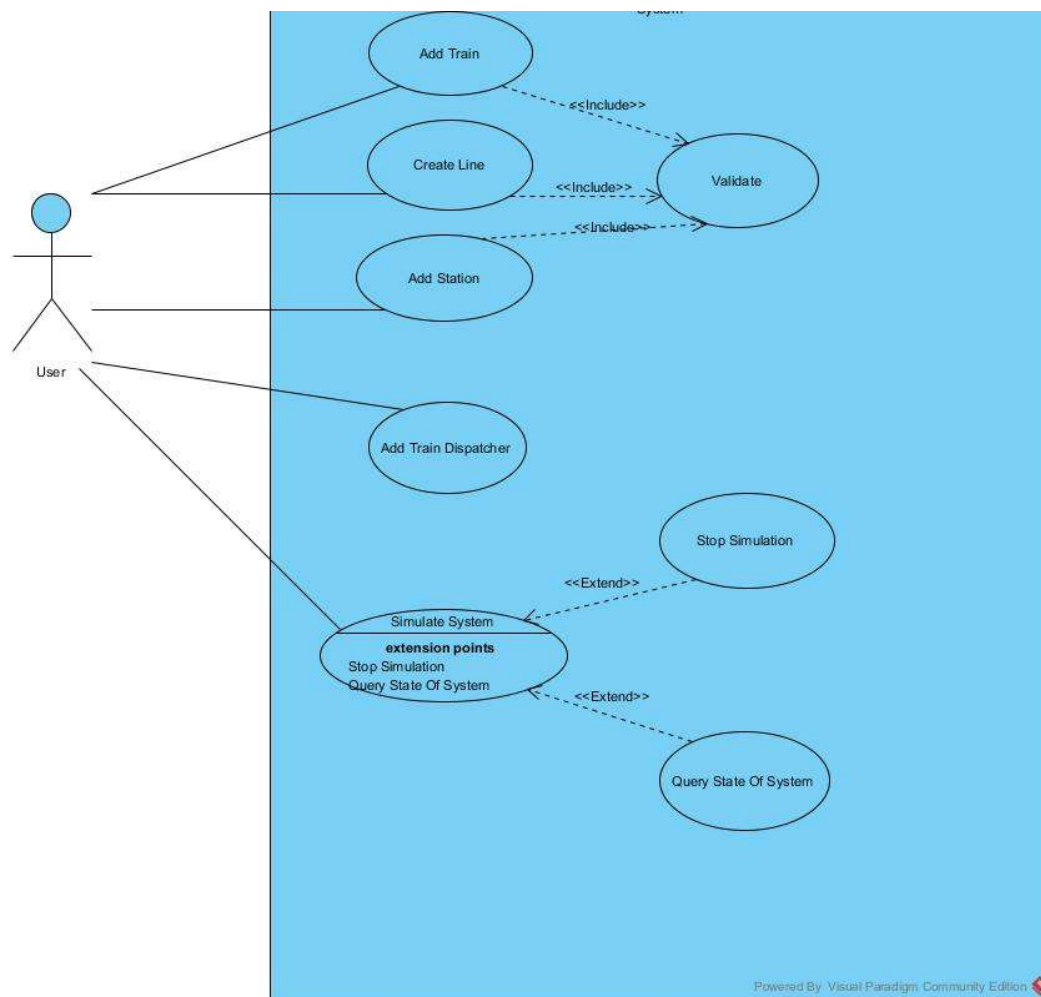 System
Add Train
<<Include>>
Create Line
Validate
<<Include>>
<<Include>>
Add Station
User
Add Train Dispatcher
Stop Simulation
<<Extend>>
Simulate System
extension points
Stop Simulation
Query State Of System
<<Extend>>
Query State Of System
Powered By Visual Paradigm Community Edition